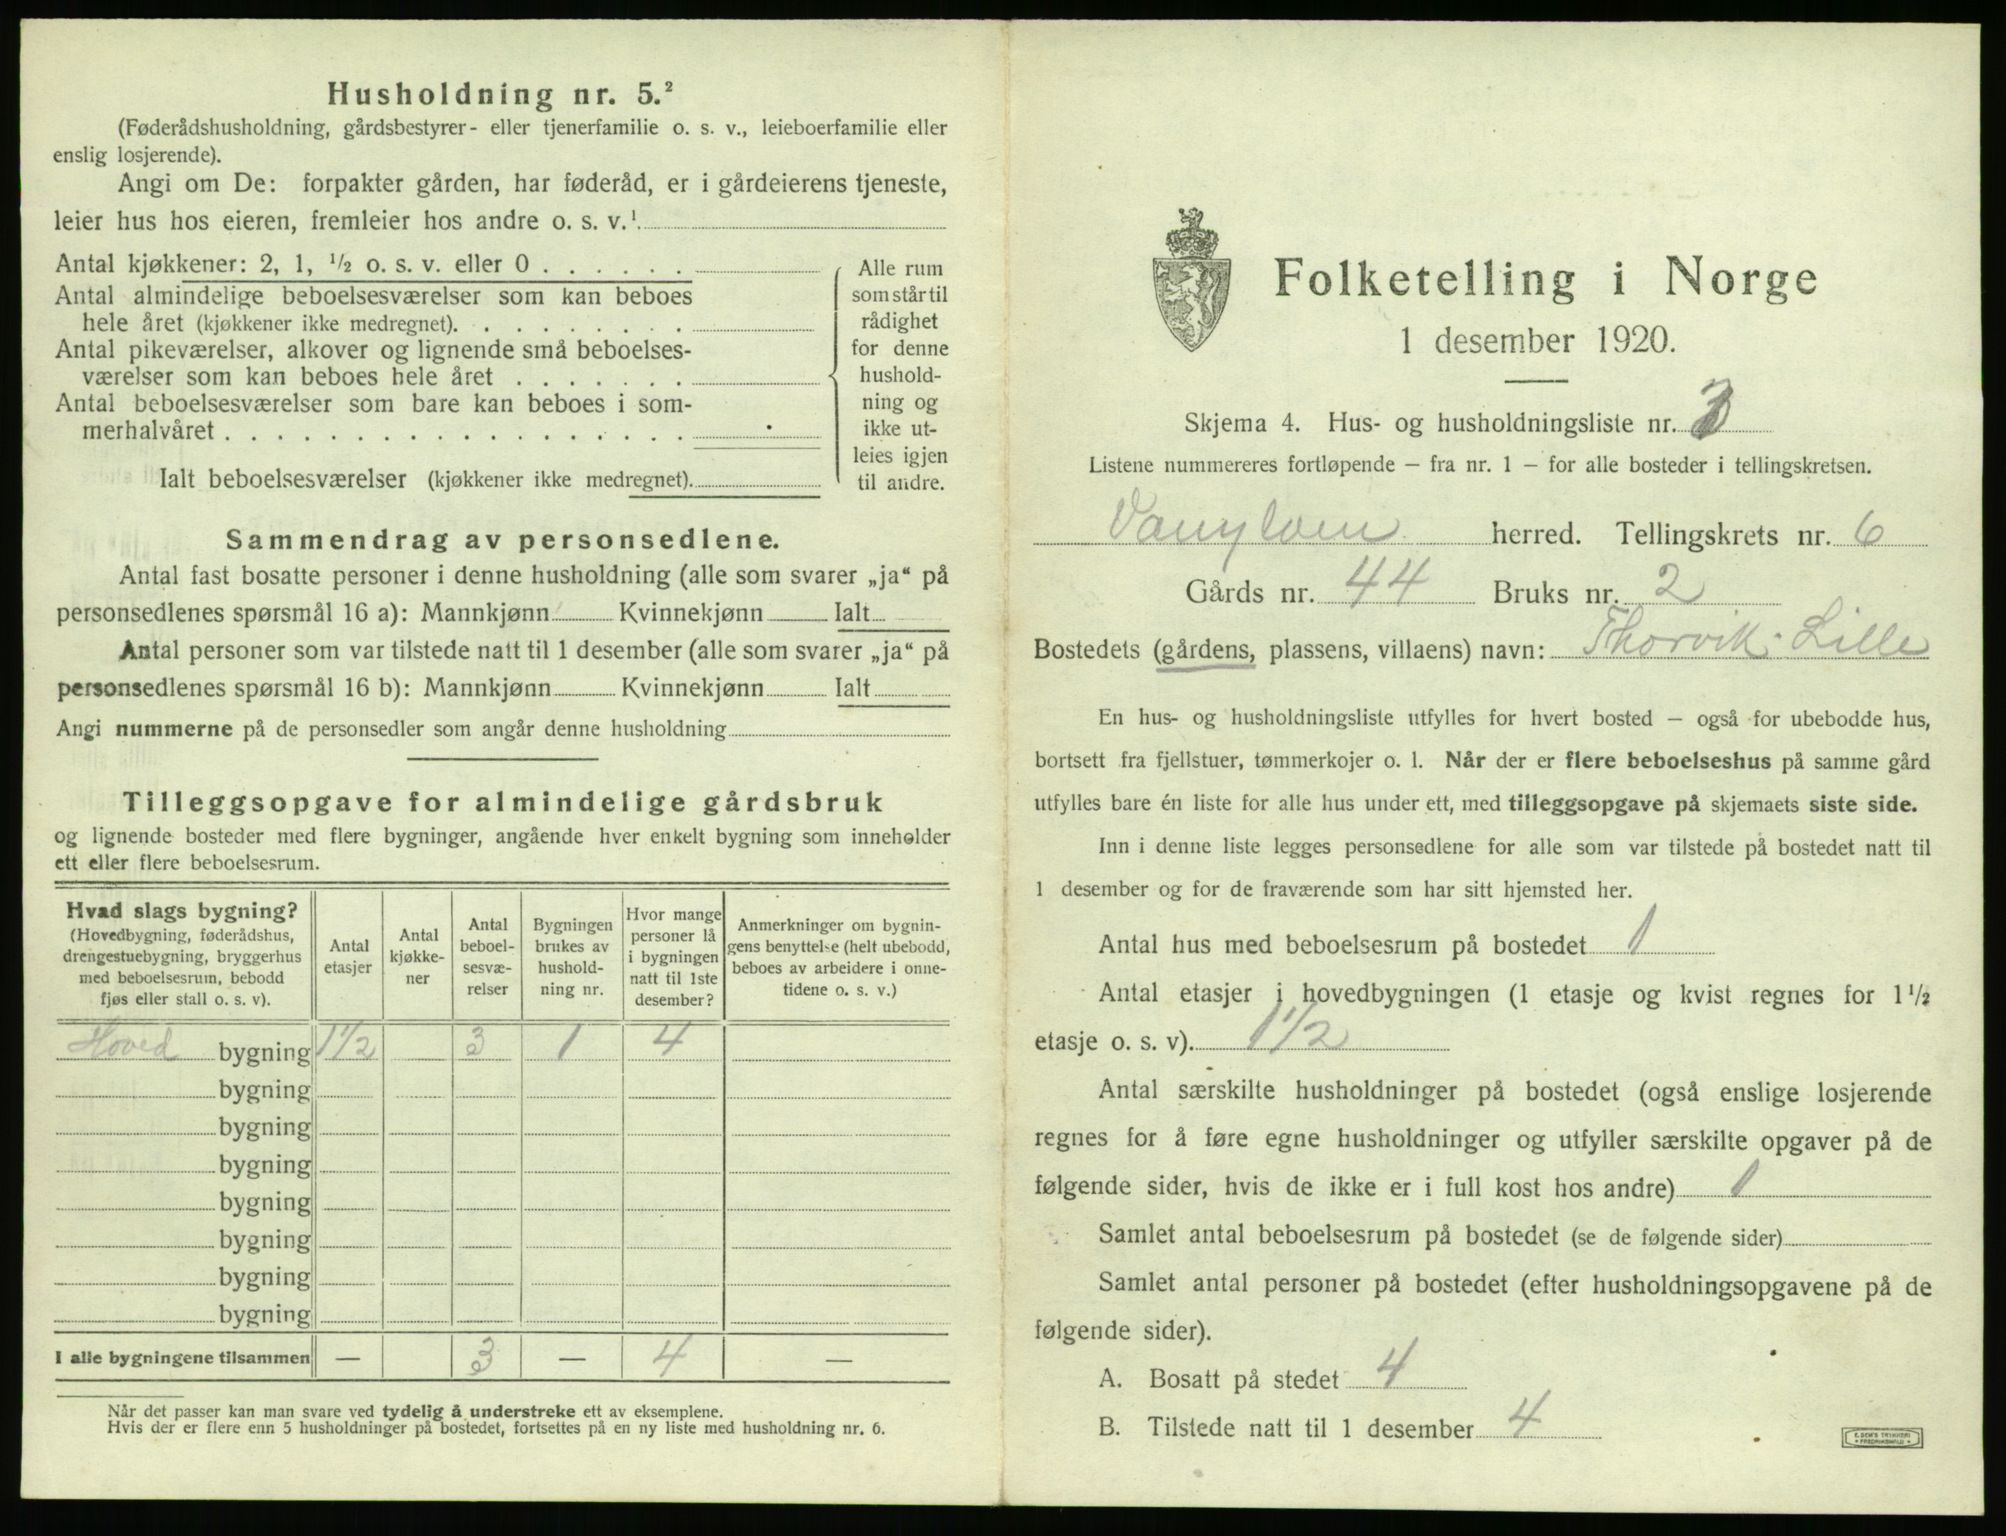 Husholdning nr. 5.²
(Føderådshusholdning, gårdsbestyrer- eller tjenerfamilie o. s. v., leieboerfamilie eller
enslig losjerende).
Angi om De: forpakter gården, har føderåd, er i gårdeierens tjeneste,
leier hus hos eieren, fremleier hos andre o. s. v.¹
Antal kjøkkener: 2, 1, ½ o. s. v. eller 0
Antal almindelige beboelsesværelser som kan beboes
hele året (kjøkkener ikke medregnet).
Antal pikeværelser, alkover og lignende små beboelses-
værelser som kan beboes hele året
Antal beboelsesværelser som bare kan beboes i som-
merhalvåret
Ialt beboelsesværelser (kjøkkener ikke medregnet).
Alle rum
som står til
rådighet
for denne
hushold-
ning og
ikke ut-
leies igjen
til andre.
Sammendrag av personsedlene.
Antal fast bosatte personer i denne husholdning (alle som svarer „ja“ på
personsedlenes spørsmål 16 a): Mannkjønn Kvinnekjønn Ialt
Antal personer som var tilstede natt til 1 desember (alle som svarer „ja“ på
personsedlenes spørsmål 16 b): Mannkjønn Kvinnekjønn Ialt
Angi nummerne på de personsedler som angår denne husholdning
Tilleggsopgave for almindelige gårdsbruk
og lignende bosteder med flere bygninger, angående hver enkelt bygning som inneholder
ett eller flere beboelsesrum.
Hvad slags bygning?
(Hovedbygning, føderådshus,
drengestuebygning, bryggerhus
med beboelsesrum, bebodd
fjøs eller stall o. s. v).
Antal
etasjer
Antal
kjøkke-
ner
Antal
beboel-
sesvæ-
relser
Bygningen
brukes av
hushold-
ning nr.
Hvor mange
personer lå
i bygningen
natt til 1ste
desember?
Anmerkninger om bygnin-
gens benyttelse (helt ubebodd,
beboes av arbeidere i onne-
tidene o. s. v.)
Hoved bygning 1 1/2 3 1 4
bygning
bygning
bygning
bygning
bygning
bygning
bygning
I alle bygningene tilsammen — 3 — 4 —
Når det passer kan man svare ved tydelig å understreke ett av eksemplene.
Hvis der er flere enn 5 husholdninger på bostedet, fortsettes på en ny liste med husholdning nr. 6.
Folketelling i Norge
1 desember 1920.
Skjema 4. Hus- og husholdningsliste nr. 3
Listene nummereres fortløpende – fra nr. 1 – for alle bosteder i tellingskretsen.
Vanylven herred. Tellingskrets nr. 6
Gårds nr. 44 Bruks nr. 2
Bostedets (gårdens, plassens, villaens) navn: Thorvik-Lille
En hus- og husholdningsliste utfylles for hvert bosted – også for ubebodde hus,
bortsett fra fjellstuer, tømmerkojer o. l. Når der er flere beboelseshus på samme gård
utfylles bare én liste for alle hus under ett, med tilleggsopgave på skjemaets siste side.
Inn i denne liste legges personsedlene for alle som var tilstede på bostedet natt til
1 desember og for de fraværende som har sitt hjemsted her.
Antal hus med beboelsesrum på bostedet 1
Antal etasjer i hovedbygningen (1 etasje og kvist regnes for 1½
etasje o. s. v). 1 1/2
Antal særskilte husholdninger på bostedet (også enslige losjerende
regnes for å føre egne husholdninger og utfyller særskilte opgaver på de
følgende sider, hvis de ikke er i full kost hos andre) 1
Samlet antal beboelsesrum på bostedet (se de følgende sider)
Samlet antal personer på bostedet (efter husholdningsopgavene på de
følgende sider).
A. Bosatt på stedet 4
B. Tilstede natt til 1 desember 4